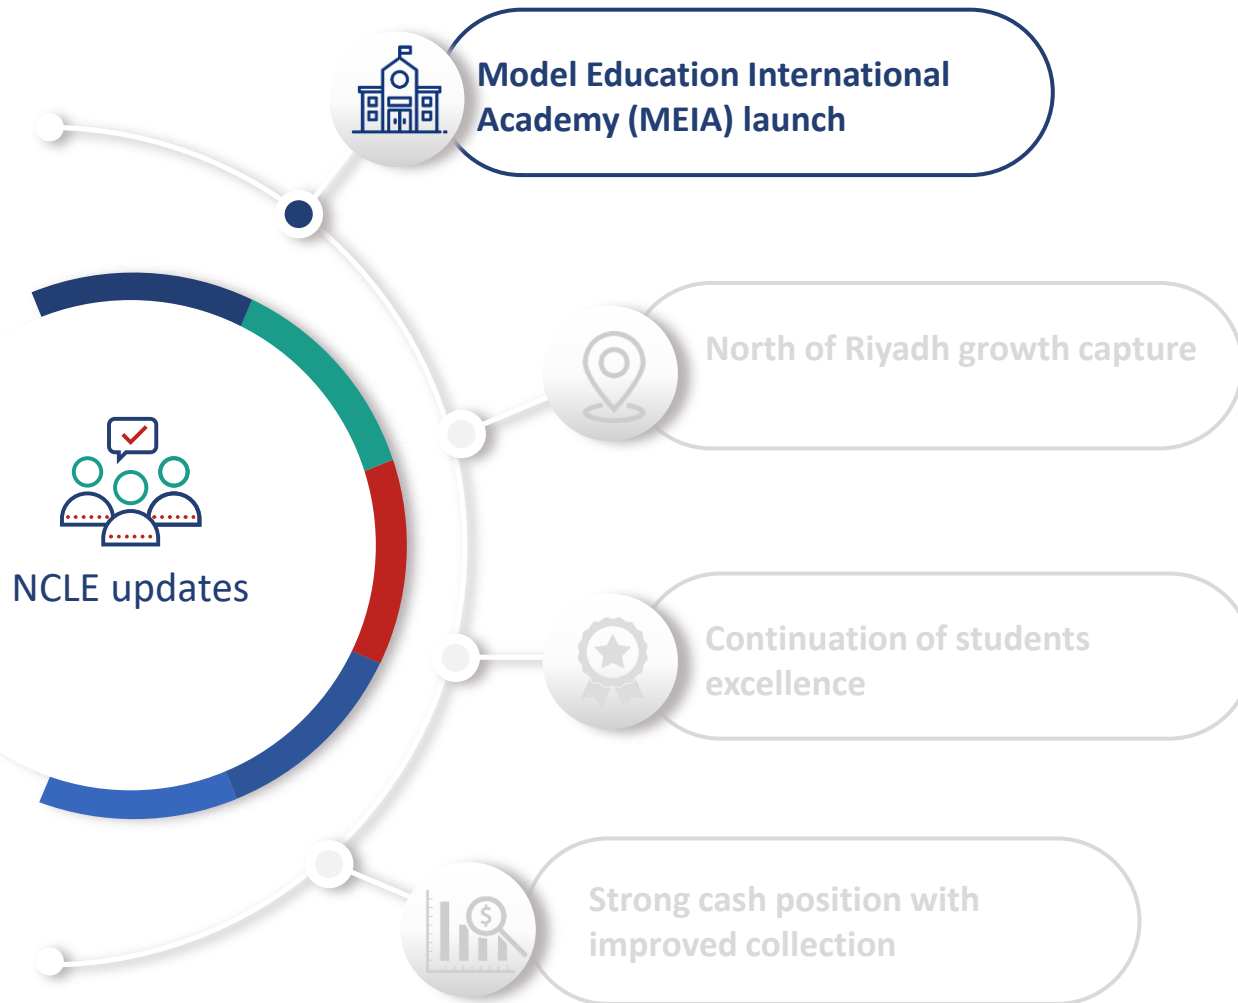 Model Education International
Academy (MEIA) launch
North of Riyadh growth capture
NCLE updates
Continuation of students
excellence
Strong cash position with
improved collection
$